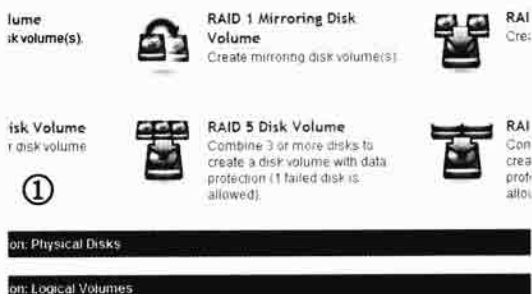 lume
sk volume(s).
RAID 1 Mirroring Disk
Volume
Create mirroring disk volume(s)
RAI
Crea
isk Volume
r disk volume
①
RAID 5 Disk Volume
Combine 3 or more disks to
create a disk volume with data
protection (1 failed disk is
allowed).
RAI
Con
crea
prote
allow
on: Physical Disks
on: Logical Volumes